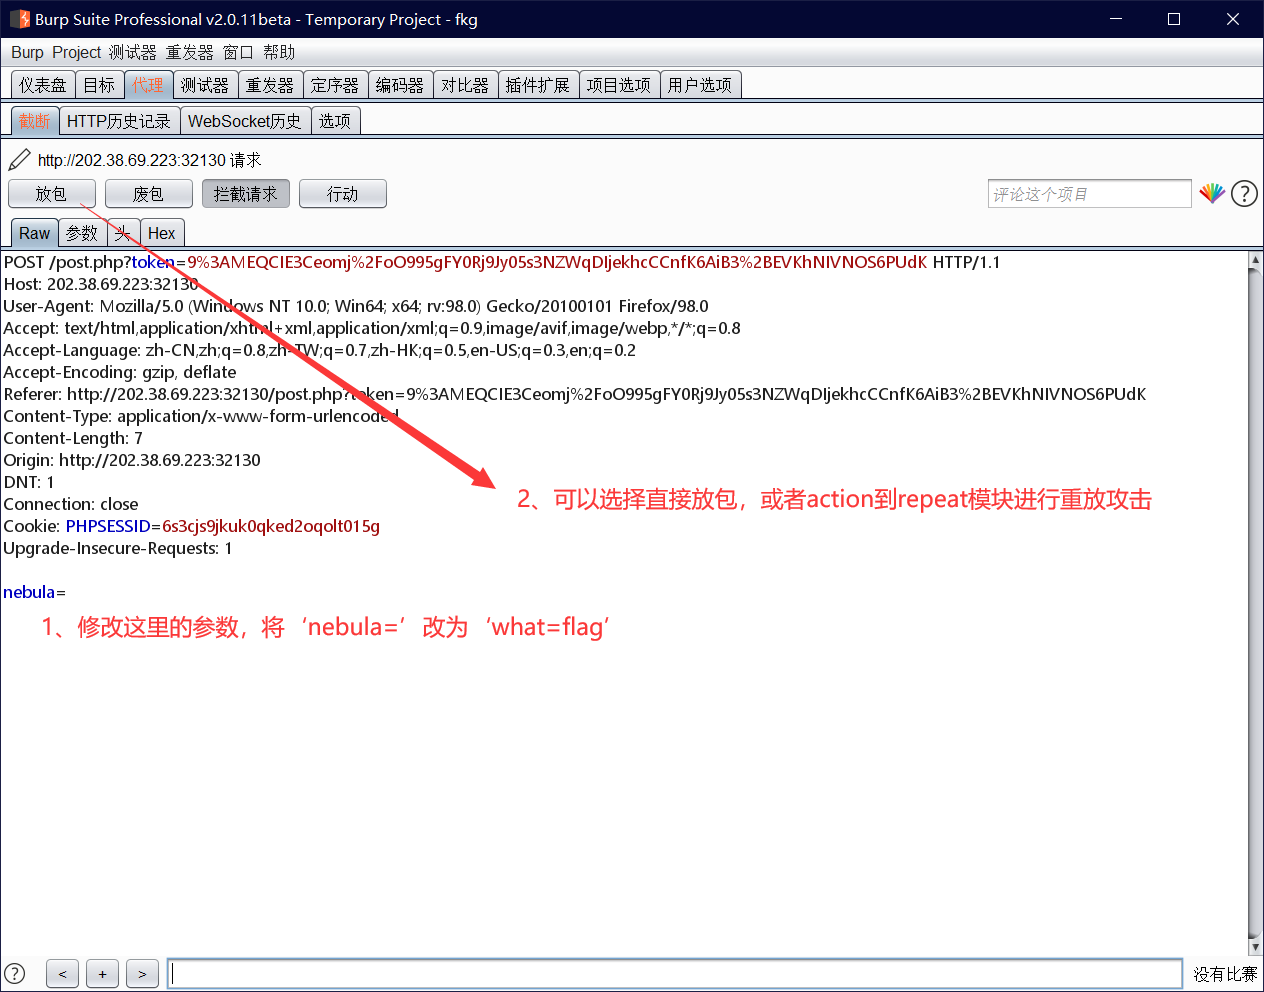 Burp Suite Professional v2.0.11beta - Temporary Project - fkg
Burp Project 测试器 重发器 窗口 帮助
仪表盘 目标 代理 测试器 重发器 定序器 编码器 对比器 插件扩展 项目选项 用户选项
截断 HTTP历史记录 WebSocket历史 选项
http://202.38.69.223:32130 请求
放包 废包 拦截请求 行动 评论这个项目 ?
Raw 参数 头 Hex
POST /post.php?token=9%3AMEQCIE3Ceomj%2FoO995gFY0Rj9Jy05s3NZWqDIjekhcCCnfK6AiB3%2BEVKhNIVNOS6PUdK HTTP/1.1
Host: 202.38.69.223:32130
User-Agent: Mozilla/5.0 (Windows NT 10.0; Win64; x64; rv:98.0) Gecko/20100101 Firefox/98.0
Accept: text/html,application/xhtml+xml,application/xml;q=0.9,image/avif,image/webp,*/*;q=0.8
Accept-Language: zh-CN,zh;q=0.8,zh-TW;q=0.7,zh-HK;q=0.5,en-US;q=0.3,en;q=0.2
Accept-Encoding: gzip, deflate
Referer: http://202.38.69.223:32130/post.php?token=9%3AMEQCIE3Ceomj%2FoO995gFY0Rj9Jy05s3NZWqDIjekhcCCnfK6AiB3%2BEVKhNIVNOS6PUdK
Content-Type: application/x-www-form-urlencoded
Content-Length: 7
Origin: http://202.38.69.223:32130
DNT: 1
Connection: close
Cookie: PHPSESSID=6s3cjs9jkuk0qked2oqolt015g
Upgrade-Insecure-Requests: 1
nebula=
2、可以选择直接放包，或者action到repeat模块进行重放攻击
1、修改这里的参数，将‘nebula=’改为‘what=flag’
? < + > 没有比赛